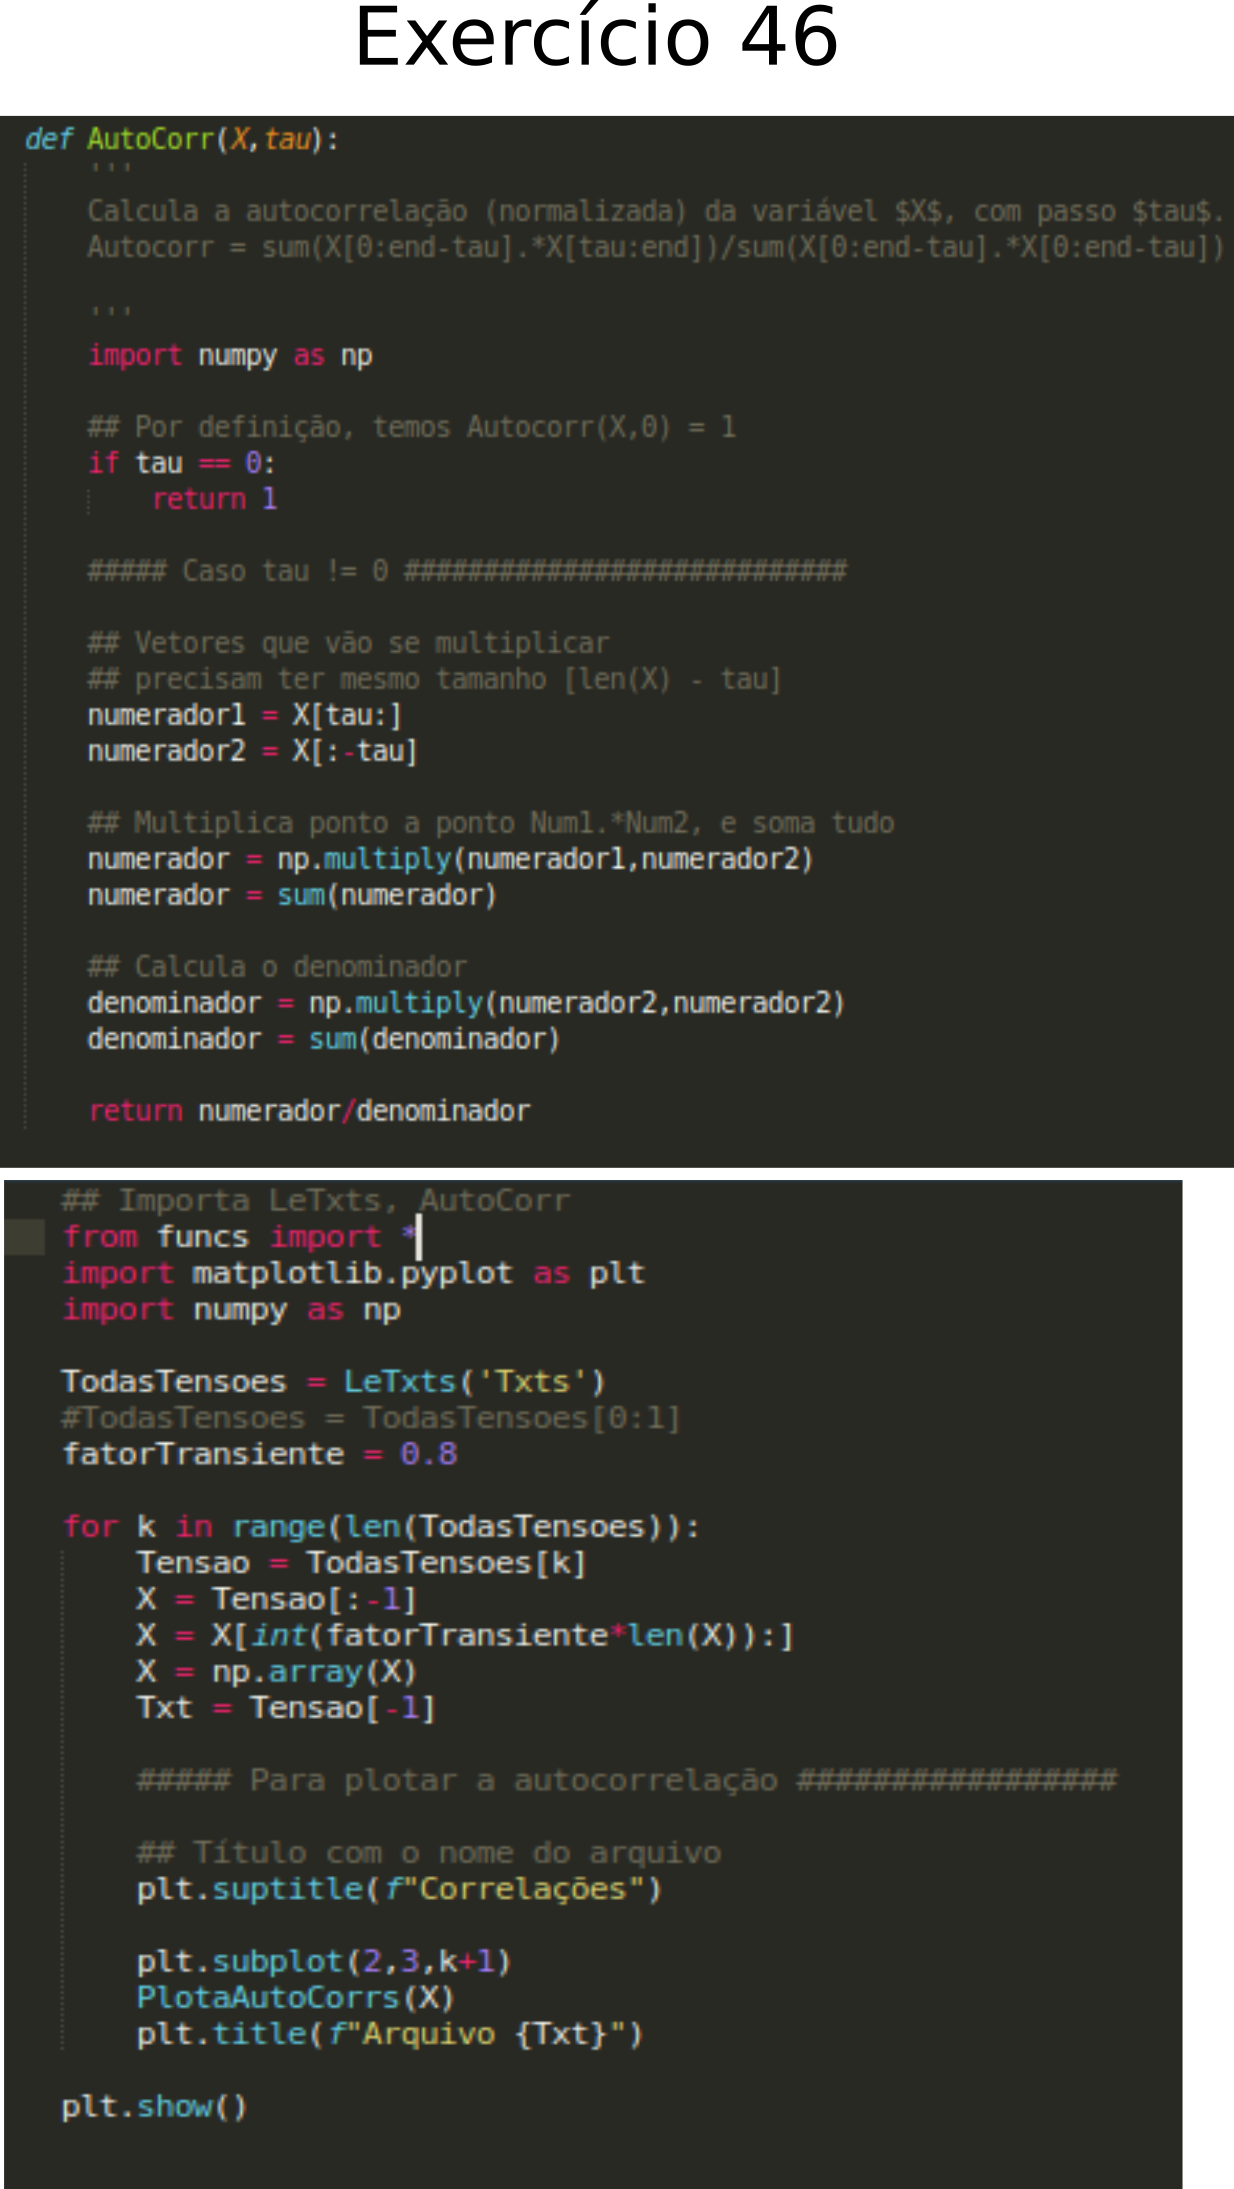 Exercício 46
def AutoCorr(X,tau):
'''
Calcula a autocorrelação (normalizada) da variável $X$, com passo $tau$.
Autocorr = sum(X[0:end-tau].*X[tau:end])/sum(X[0:end-tau].*X[0:end-tau])
'''
import numpy as np
## Por definição, temos Autocorr(X,0) = 1
if tau == 0:
return 1
##### Caso tau != 0 ############################
## Vetores que vão se multiplicar
## precisam ter mesmo tamanho [len(X) - tau]
numerador1 = X[tau:]
numerador2 = X[:-tau]
## Multiplica ponto a ponto Num1.*Num2, e soma tudo
numerador = np.multiply(numerador1,numerador2)
numerador = sum(numerador)
## Calcula o denominador
denominador = np.multiply(numerador2,numerador2)
denominador = sum(denominador)
return numerador/denominador
## Importa LeTxts, AutoCorr
from funcs import *
import matplotlib.pyplot as plt
import numpy as np
TodasTensoes = LeTxts('Txts')
#TodasTensoes = TodasTensoes[0:1]
fatorTransiente = 0.8
for k in range(len(TodasTensoes)):
Tensao = TodasTensoes[k]
X = Tensao[:-1]
X = X[int(fatorTransiente*len(X)):]
X = np.array(X)
Txt = Tensao[-1]
##### Para plotar a autocorrelação #################
## Título com o nome do arquivo
plt.suptitle(f"Correlações")
plt.subplot(2,3,k+1)
PlotaAutoCorrs(X)
plt.title(f"Arquivo {Txt}")
plt.show()